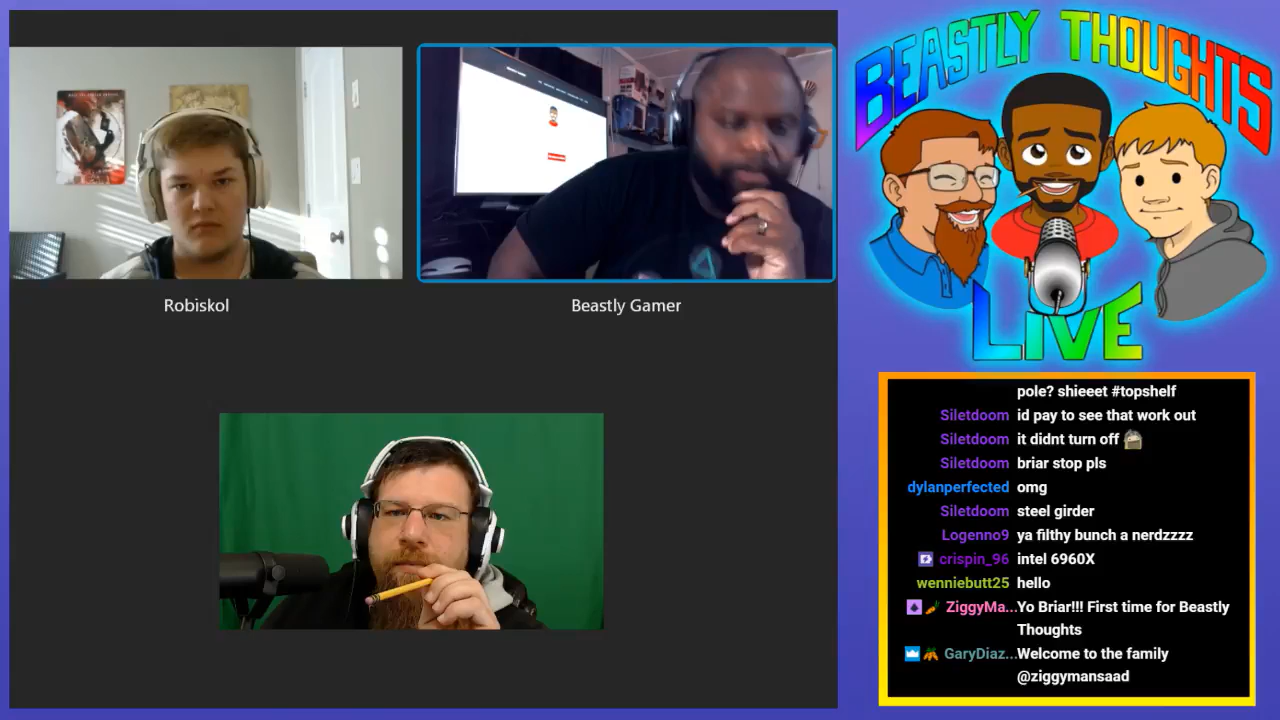 BEASTLY THOUGHTS
LIVE
Robiskol
Beastly Gamer
pole? shieeet #topshelf
Siletdoom id pay to see that work out
Siletdoom it didnt turn off
Siletdoom briar stop pls
dylanperfected omg
Siletdoom steel girder
Logenno9 ya filthy bunch a nerdzzzz
crispin_96 intel 6960X
wenniebutt25 hello
ZiggyMa... Yo Briar!!! First time for Beastly
Thoughts
GaryDiaz... Welcome to the family
@ziggymansaad